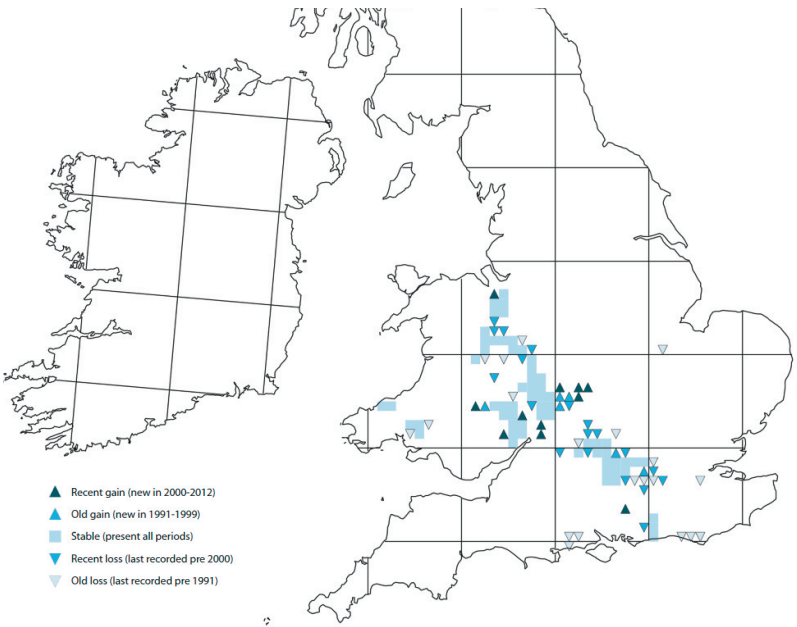 Recent gain (new in 2000-2012)
Old gain (new in 1991-1999)
Stable (present all periods)
Recent loss (last recorded pre 2000)
Old loss (last recorded pre 1991)